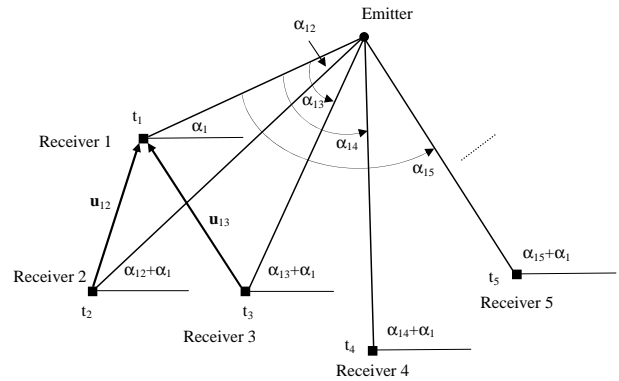 Emitter
α12
α13
t1
α1
Receiver 1
α14
α15
u12
u13
Receiver 2
α12+α1
α13+α1
α15+α1
t5
t2
t3
Receiver 5
Receiver 3
α14+α1
t4
Receiver 4